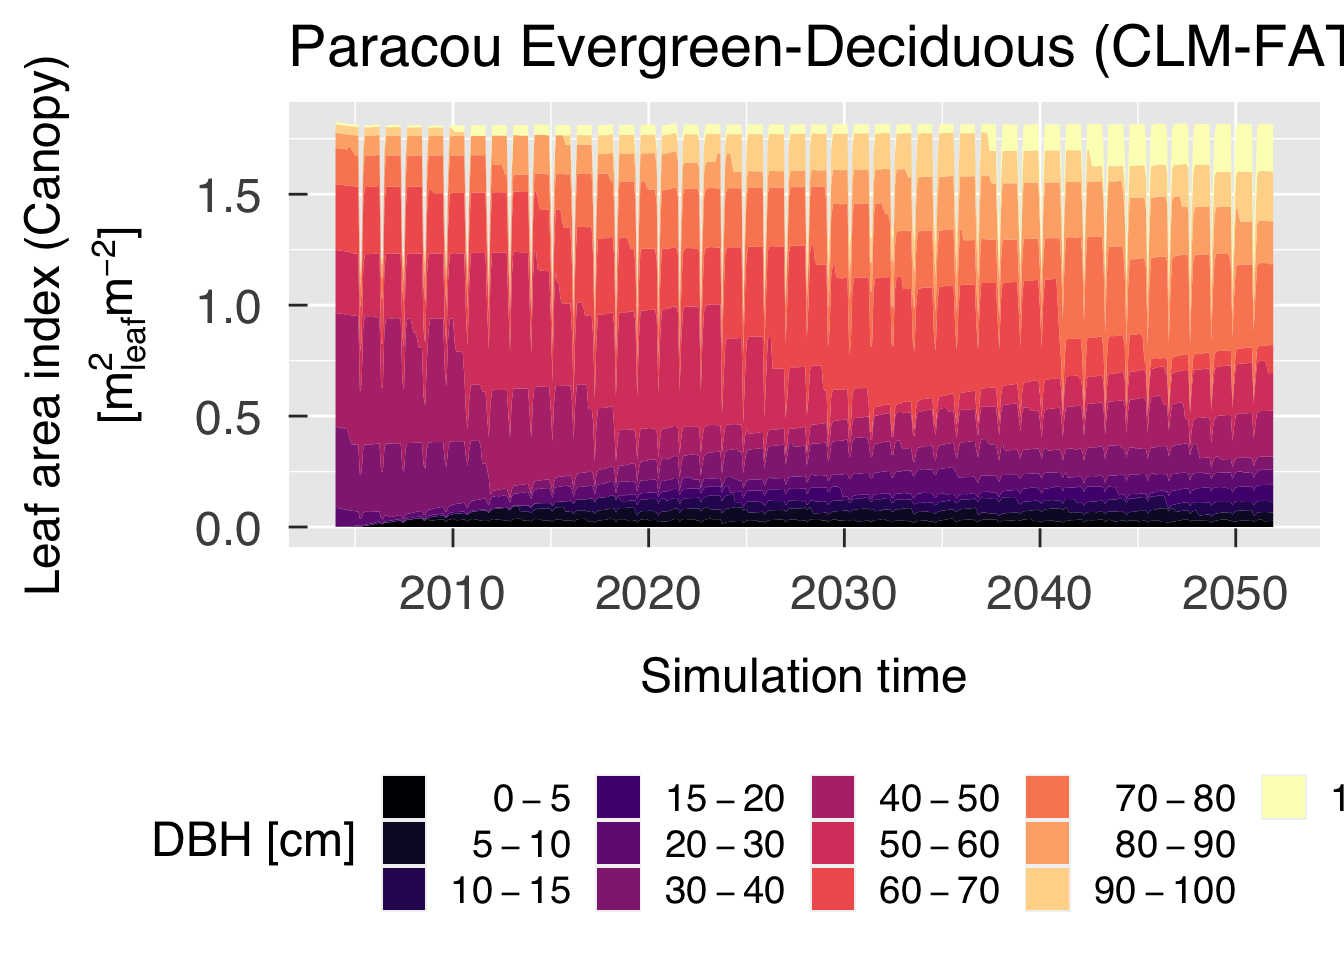 Paracou Evergreen-Deciduous (CLM-FAT
Leaf area index (Canopy)
[m²leaf m⁻²]
1.5
1.0
0.5
0.0
2010 2020 2030 2040 2050
Simulation time
DBH [cm]
0 – 5 15 – 20 40 – 50 70 – 80 1
5 – 10 20 – 30 50 – 60 80 – 90
10 – 15 30 – 40 60 – 70 90 – 100